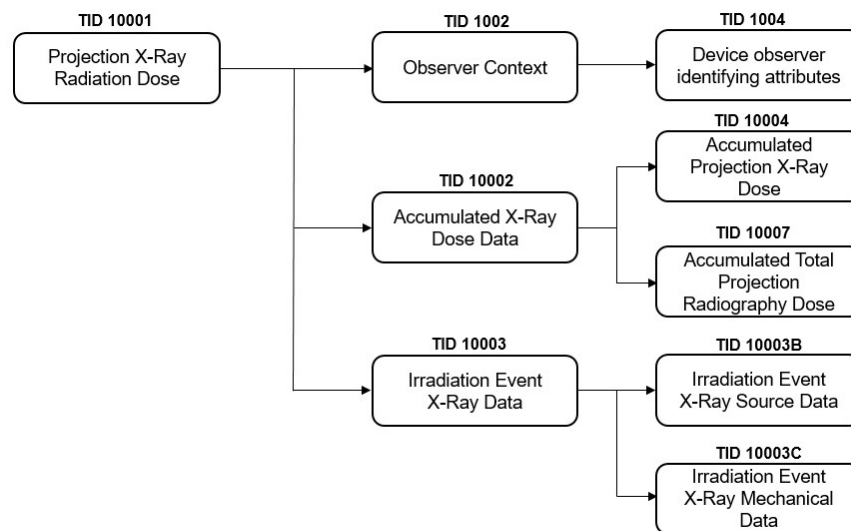 TID 10001
Projection X-Ray
Radiation Dose
TID 1002
Observer Context
TID 1004
Device observer
identifying attributes
TID 10002
Accumulated X-Ray
Dose Data
TID 10004
Accumulated
Projection X-Ray
Dose
TID 10007
Accumulated Total
Projection
Radiography Dose
TID 10003
Irradiation Event
X-Ray Data
TID 10003B
Irradiation Event
X-Ray Source Data
TID 10003C
Irradiation Event
X-Ray Mechanical
Data